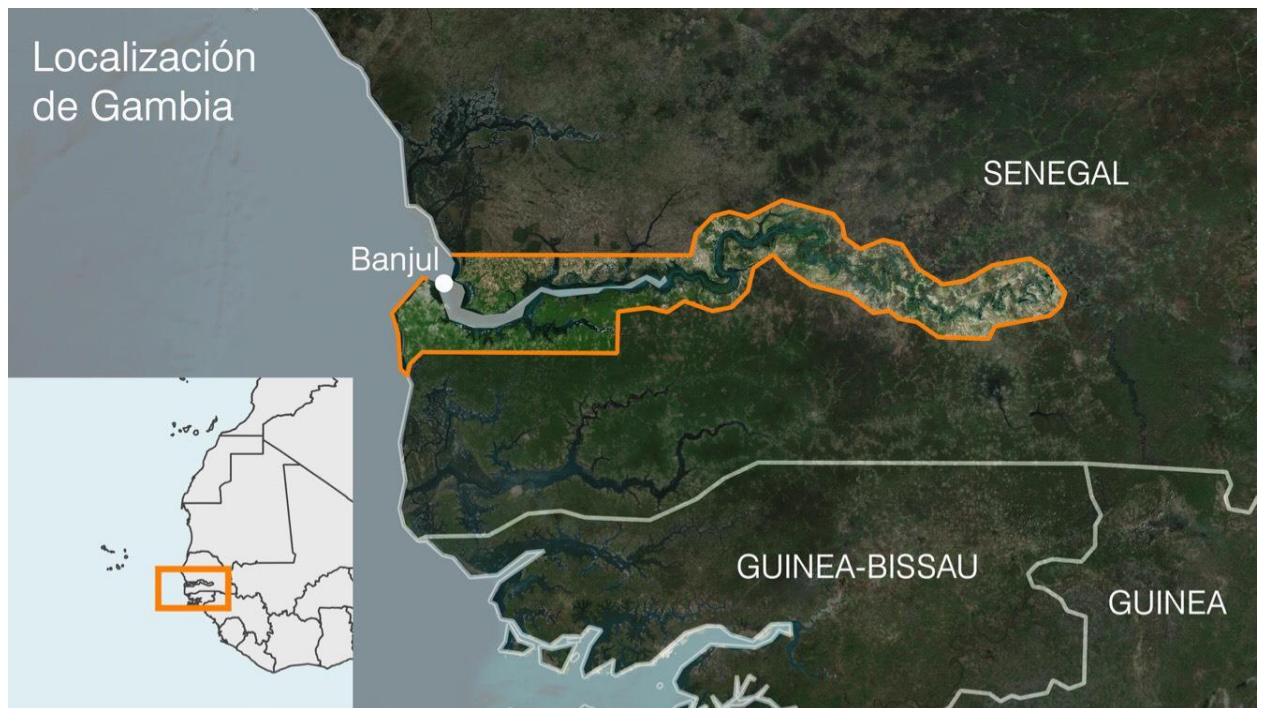 Localización
de Gambia
SENEGAL
Banjul
GUINEA-BISSAU
GUINEA